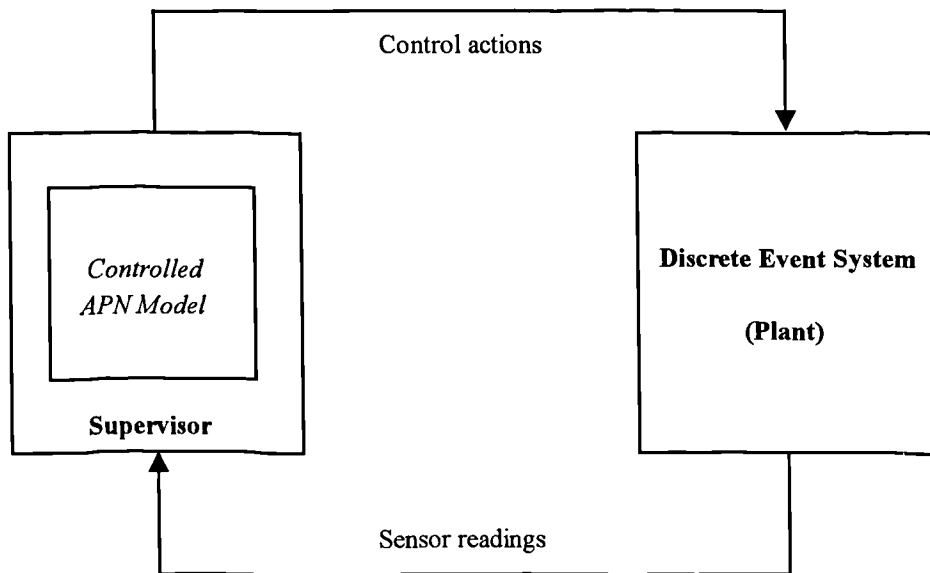 Control actions
Controlled
APN Model
Supervisor
Discrete Event System
(Plant)
Sensor readings